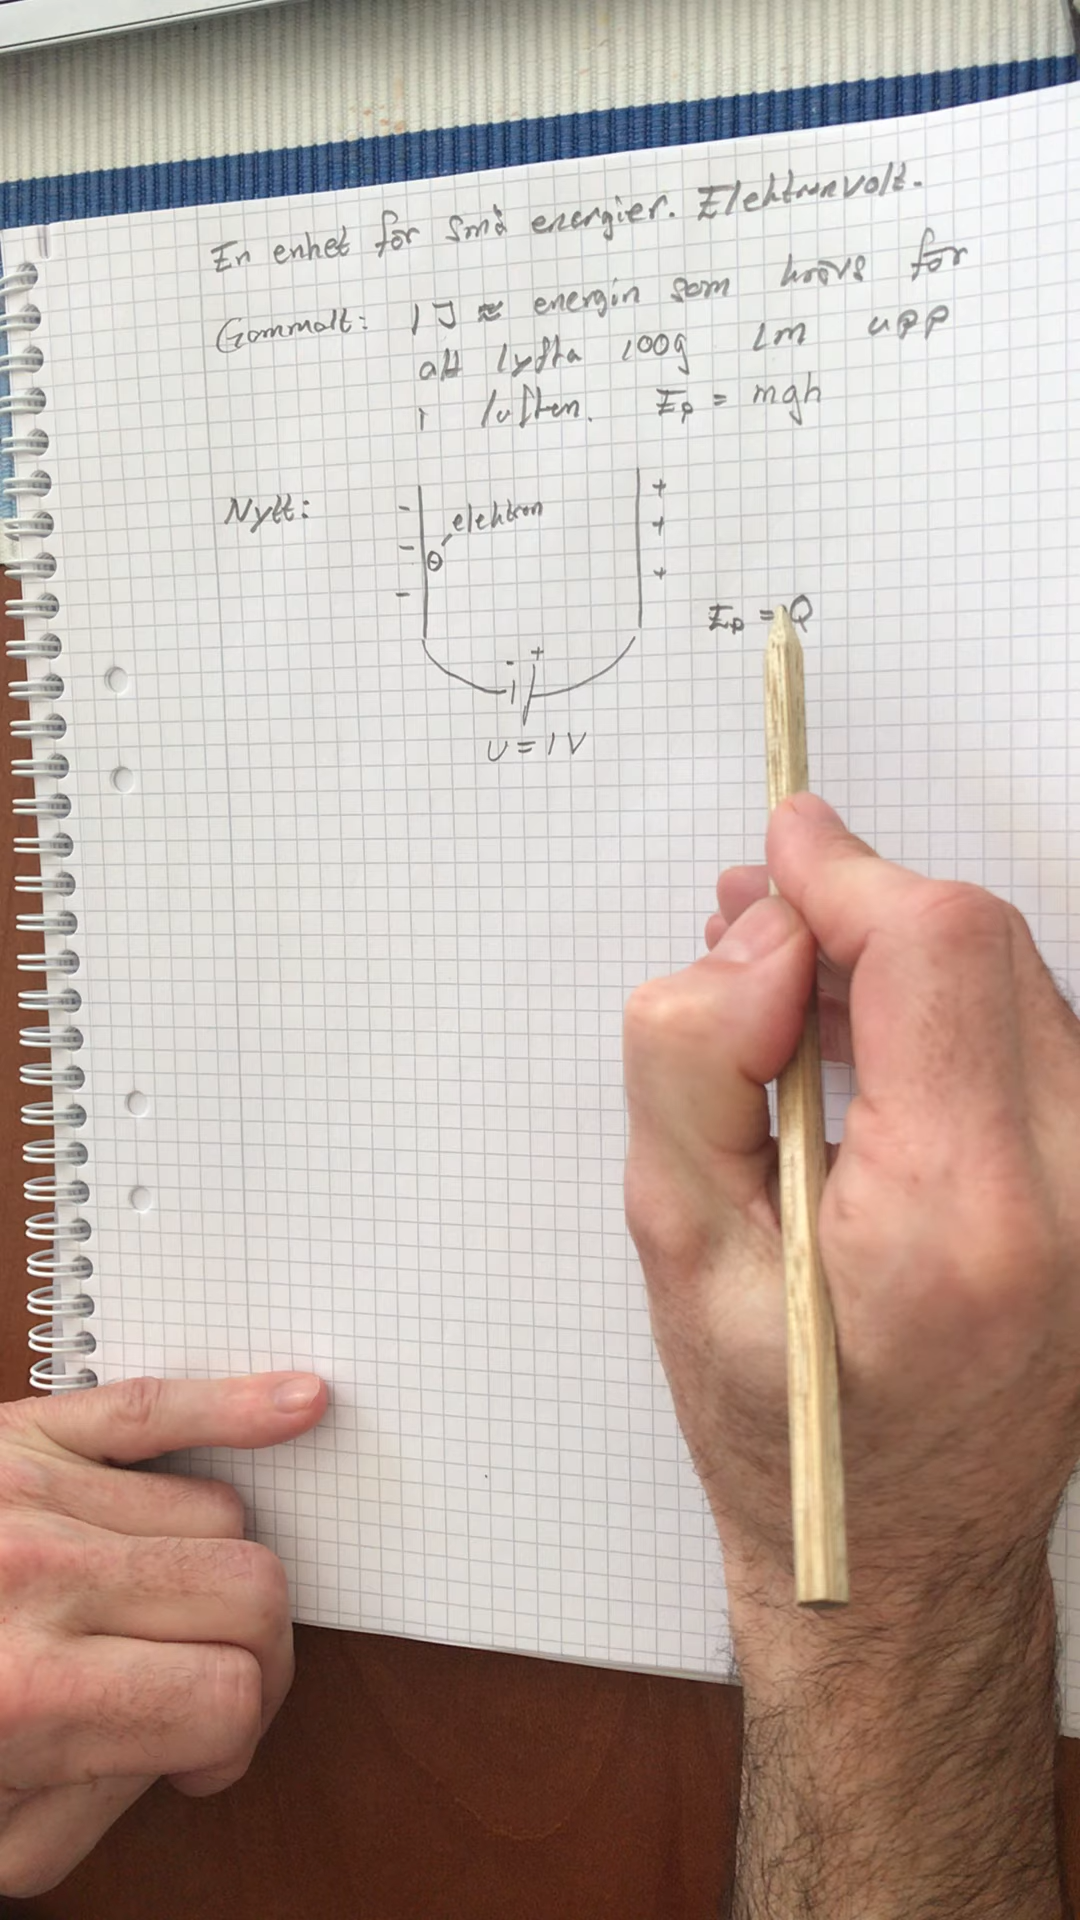 En enhet för små energier. Elektronvolt.
Gammalt: 1 J ≈ energin som krävs för
att lyfta 100g 1m upp
i luften. Ep = mgh
Nytt:
- elektron +
- ⊖ +
- +
Ep = Q
- +
U = 1 V